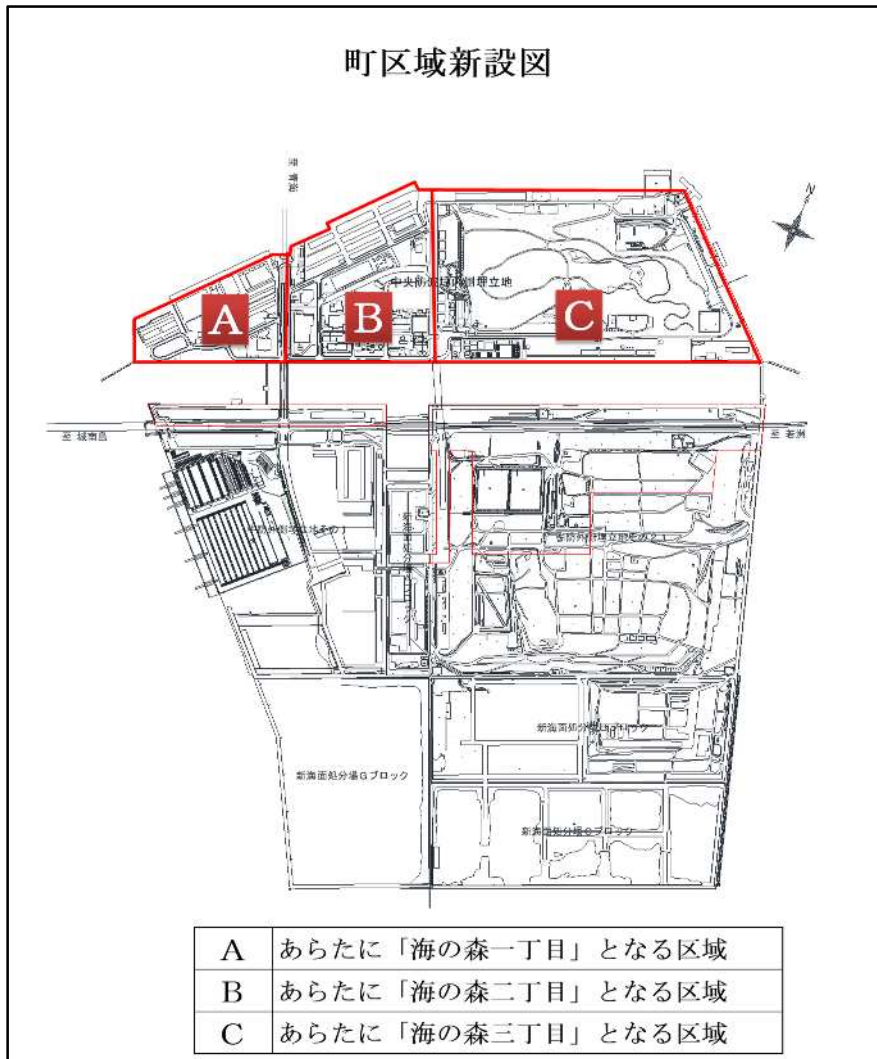 町区域新設図
至 青海
N
中央防波堤内側埋立地
A
B
C
至 城南島
至 若洲
新海面処分場Gブロック
A あらたに「海の森一丁目」となる区域
B あらたに「海の森二丁目」となる区域
C あらたに「海の森三丁目」となる区域